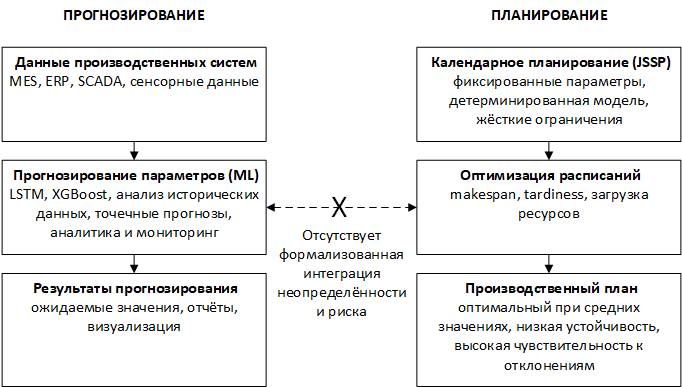 ПРОГНОЗИРОВАНИЕ
ПЛАНИРОВАНИЕ
Данные производственных систем
MES, ERP, SCADA, сенсорные данные
Календарное планирование (JSSP)
фиксированные параметры,
детерминированная модель,
жёсткие ограничения
Прогнозирование параметров (ML)
LSTM, XGBoost, анализ исторических
данных, точечные прогнозы,
аналитика и мониторинг
X
Отсутствует
формализованная
интеграция
неопределённости
и риска
Оптимизация расписаний
makespan, tardiness, загрузка
ресурсов
Результаты прогнозирования
ожидаемые значения, отчёты,
визуализация
Производственный план
оптимальный при средних
значениях, низкая устойчивость,
высокая чувствительность к
отклонениям